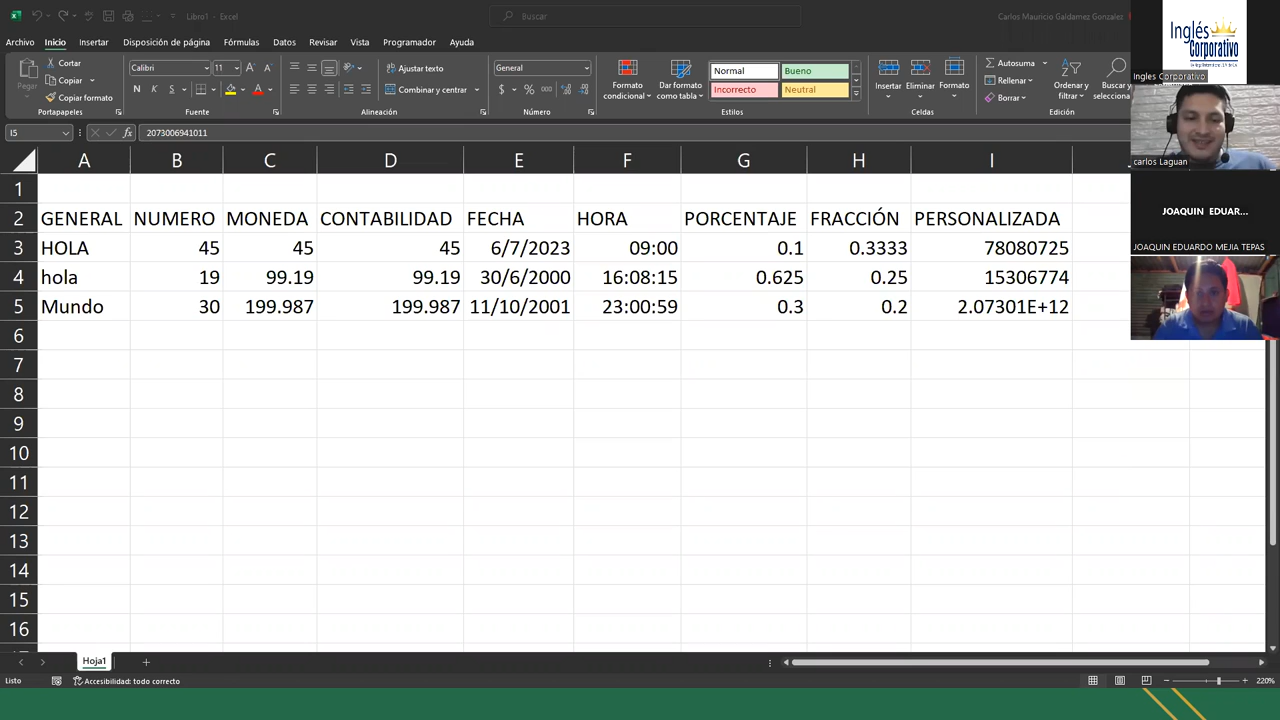 Libro1 - Excel
Buscar
Carlos Mauricio Galdamez Gonzalez
Archivo Inicio Insertar Disposición de página Fórmulas Datos Revisar Vista Programador Ayuda
Pegar
Cortar
Copiar
Copiar formato
Portapapeles
Calibri 11
N K S
Fuente
Ajustar texto
Combinar y centrar
Alineación
General
$ %
Número
Formato condicional
Dar formato como tabla
Normal Bueno
Incorrecto Neutral
Estilos
Insertar Eliminar Formato
Celdas
Autosuma
Rellenar
Borrar
Ordenar y filtrar
Buscar y selecciona
Edición
Inglés Corporativo
Ingles Corporativo
carlos Laguan
JOAQUIN EDUAR...
JOAQUIN EDUARDO MEJIA TEPAS
I5 fx 2073006941011
A B C D E F G H I
1
2 GENERAL NUMERO MONEDA CONTABILIDAD FECHA HORA PORCENTAJE FRACCIÓN PERSONALIZADA
3 HOLA 45 45 45 6/7/2023 09:00 0.1 0.3333 78080725
4 hola 19 99.19 99.19 30/6/2000 16:08:15 0.625 0.25 15306774
5 Mundo 30 199.987 199.987 11/10/2001 23:00:59 0.3 0.2 2.07301E+12
6
7
8
9
10
11
12
13
14
15
16
Hoja1
Listo Accesibilidad: todo correcto 220%